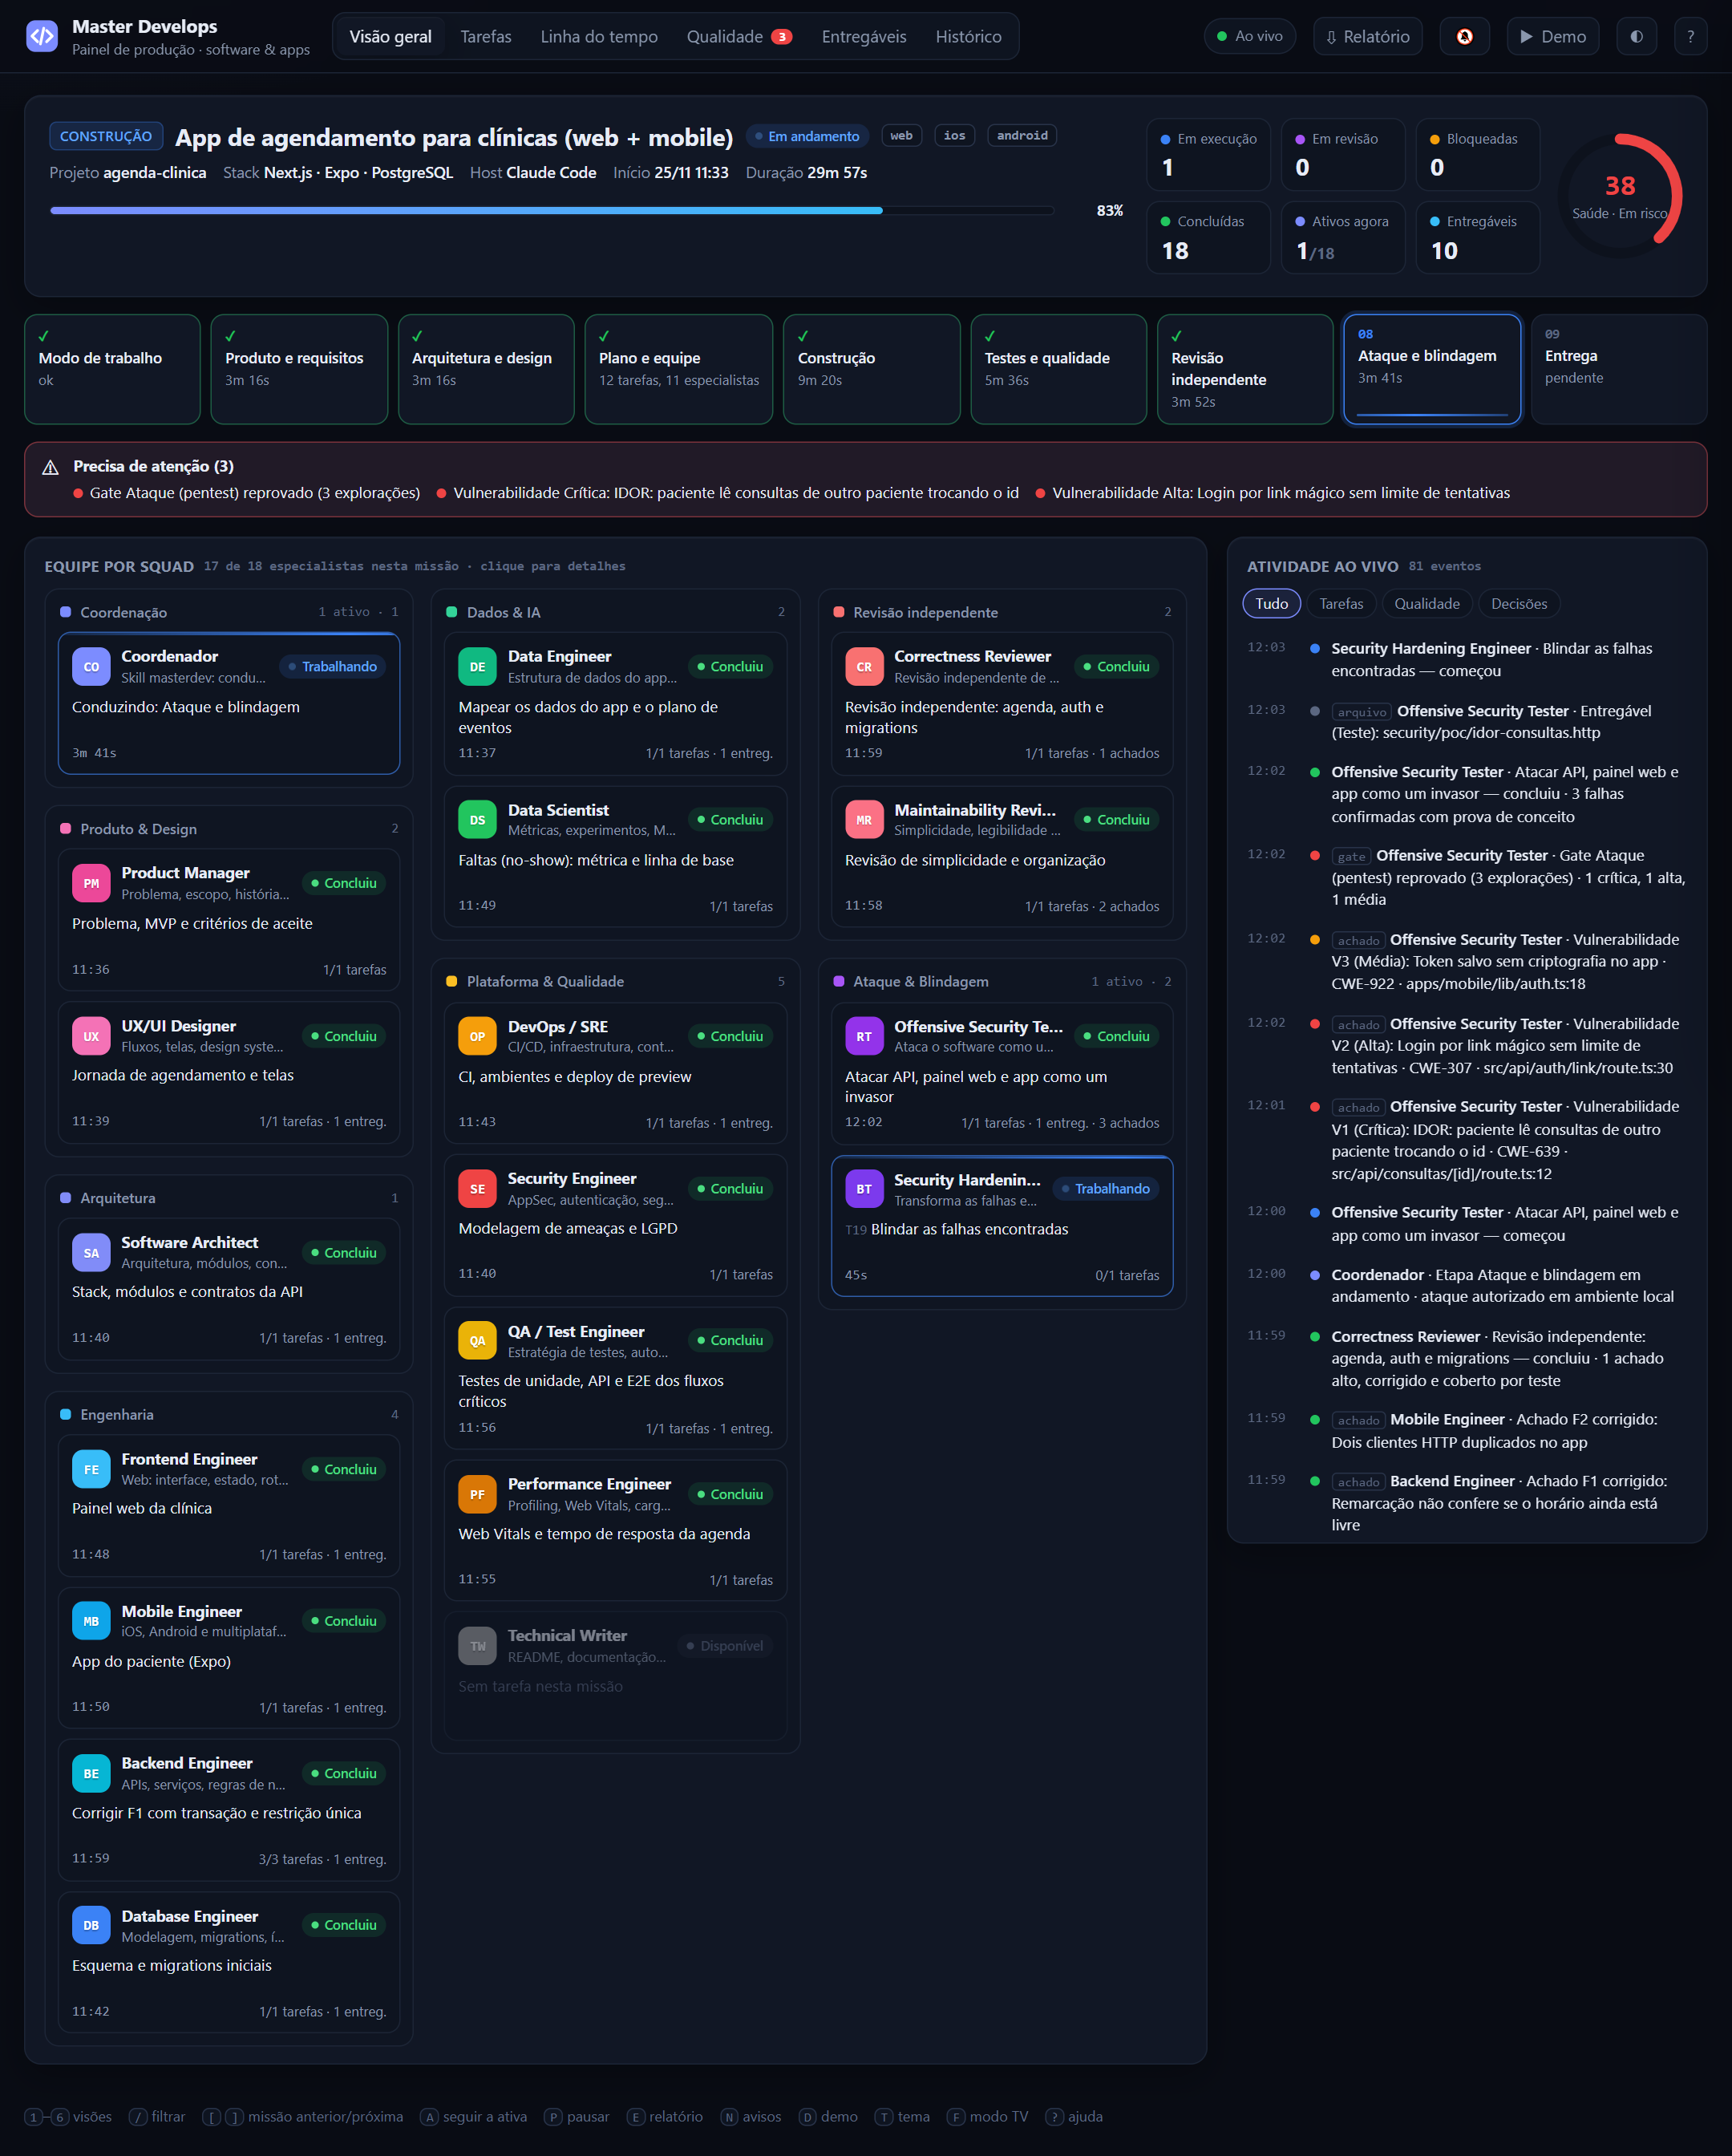 Master Develops
Painel de produção · software & apps
Visão geral
Tarefas
Linha do tempo
Qualidade 3
Entregáveis
Histórico
Ao vivo
⇩ Relatório
▶ Demo
?
CONSTRUÇÃO App de agendamento para clínicas (web + mobile) Em andamento web ios android
Projeto agenda-clinica Stack Next.js · Expo · PostgreSQL Host Claude Code Início 25/11 11:33 Duração 29m 57s
83%
Em execução
1
Em revisão
0
Bloqueadas
0
Concluídas
18
Ativos agora
1/18
Entregáveis
10
38
Saúde · Em risco
✓
Modo de trabalho
ok
✓
Produto e requisitos
3m 16s
✓
Arquitetura e design
3m 16s
✓
Plano e equipe
12 tarefas, 11 especialistas
✓
Construção
9m 20s
✓
Testes e qualidade
5m 36s
✓
Revisão
independente
3m 52s
08
Ataque e blindagem
3m 41s
09
Entrega
pendente
⚠ Precisa de atenção (3)
Gate Ataque (pentest) reprovado (3 explorações) Vulnerabilidade Crítica: IDOR: paciente lê consultas de outro paciente trocando o id Vulnerabilidade Alta: Login por link mágico sem limite de tentativas
EQUIPE POR SQUAD 17 de 18 especialistas nesta missão · clique para detalhes
Coordenação 1 ativo · 1
CO
Coordenador
Skill masterdev: condu...
Trabalhando
Conduzindo: Ataque e blindagem
3m 41s
Produto & Design 2
PM
Product Manager
Problema, escopo, história...
Concluiu
Problema, MVP e critérios de aceite
11:36 1/1 tarefas
UX
UX/UI Designer
Fluxos, telas, design syste...
Concluiu
Jornada de agendamento e telas
11:39 1/1 tarefas · 1 entreg.
Arquitetura 1
SA
Software Architect
Arquitetura, módulos, con...
Concluiu
Stack, módulos e contratos da API
11:40 1/1 tarefas · 1 entreg.
Engenharia 4
FE
Frontend Engineer
Web: interface, estado, rot...
Concluiu
Painel web da clínica
11:48 1/1 tarefas · 1 entreg.
MB
Mobile Engineer
iOS, Android e multiplataf...
Concluiu
App do paciente (Expo)
11:50 1/1 tarefas · 1 entreg.
BE
Backend Engineer
APIs, serviços, regras de n...
Concluiu
Corrigir F1 com transação e restrição única
11:59 3/3 tarefas · 1 entreg.
DB
Database Engineer
Modelagem, migrations, í...
Concluiu
Esquema e migrations iniciais
11:42 1/1 tarefas · 1 entreg.
Dados & IA 2
DE
Data Engineer
Estrutura de dados do app...
Concluiu
Mapear os dados do app e o plano de
eventos
11:37 1/1 tarefas · 1 entreg.
DS
Data Scientist
Métricas, experimentos, M...
Concluiu
Faltas (no-show): métrica e linha de base
11:49 1/1 tarefas
Plataforma & Qualidade 5
OP
DevOps / SRE
CI/CD, infraestrutura, cont...
Concluiu
CI, ambientes e deploy de preview
11:43 1/1 tarefas · 1 entreg.
SE
Security Engineer
AppSec, autenticação, seg...
Concluiu
Modelagem de ameaças e LGPD
11:40 1/1 tarefas
QA
QA / Test Engineer
Estratégia de testes, auto...
Concluiu
Testes de unidade, API e E2E dos fluxos
críticos
11:56 1/1 tarefas · 1 entreg.
PF
Performance Engineer
Profiling, Web Vitals, carg...
Concluiu
Web Vitals e tempo de resposta da agenda
11:55 1/1 tarefas
TW
Technical Writer
README, documentação...
Disponível
Sem tarefa nesta missão
Revisão independente 2
CR
Correctness Reviewer
Revisão independente de ...
Concluiu
Revisão independente: agenda, auth e
migrations
11:59 1/1 tarefas · 1 achados
MR
Maintainability Revi...
Simplicidade, legibilidade ...
Concluiu
Revisão de simplicidade e organização
11:58 1/1 tarefas · 2 achados
Ataque & Blindagem 1 ativo · 2
RT
Offensive Security Te...
Ataca o software como u...
Concluiu
Atacar API, painel web e app como um
invasor
12:02 1/1 tarefas · 1 entreg. · 3 achados
BT
Security Hardenin...
Transforma as falhas e...
Trabalhando
T19 Blindar as falhas encontradas
45s 0/1 tarefas
ATIVIDADE AO VIVO 81 eventos
Tudo Tarefas Qualidade Decisões
12:03 Security Hardening Engineer · Blindar as falhas
encontradas — começou
12:03 arquivo Offensive Security Tester · Entregável
(Teste): security/poc/idor-consultas.http
12:02 Offensive Security Tester · Atacar API, painel web e
app como um invasor — concluiu · 3 falhas
confirmadas com prova de conceito
12:02 gate Offensive Security Tester · Gate Ataque
(pentest) reprovado (3 explorações) · 1 crítica, 1 alta,
1 média
12:02 achado Offensive Security Tester · Vulnerabilidade
V3 (Média): Token salvo sem criptografia no app ·
CWE-922 · apps/mobile/lib/auth.ts:18
12:02 achado Offensive Security Tester · Vulnerabilidade
V2 (Alta): Login por link mágico sem limite de
tentativas · CWE-307 · src/api/auth/link/route.ts:30
12:01 achado Offensive Security Tester · Vulnerabilidade
V1 (Crítica): IDOR: paciente lê consultas de outro
paciente trocando o id · CWE-639 ·
src/api/consultas/[id]/route.ts:12
12:00 Offensive Security Tester · Atacar API, painel web e
app como um invasor — começou
12:00 Coordenador · Etapa Ataque e blindagem em
andamento · ataque autorizado em ambiente local
11:59 Correctness Reviewer · Revisão independente:
agenda, auth e migrations — concluiu · 1 achado
alto, corrigido e coberto por teste
11:59 achado Mobile Engineer · Achado F2 corrigido:
Dois clientes HTTP duplicados no app
11:59 achado Backend Engineer · Achado F1 corrigido:
Remarcação não confere se o horário ainda está
livre
1–6 visões / filtrar [ ] missão anterior/próxima A seguir a ativa P pausar E relatório N avisos D demo T tema F modo TV ? ajuda